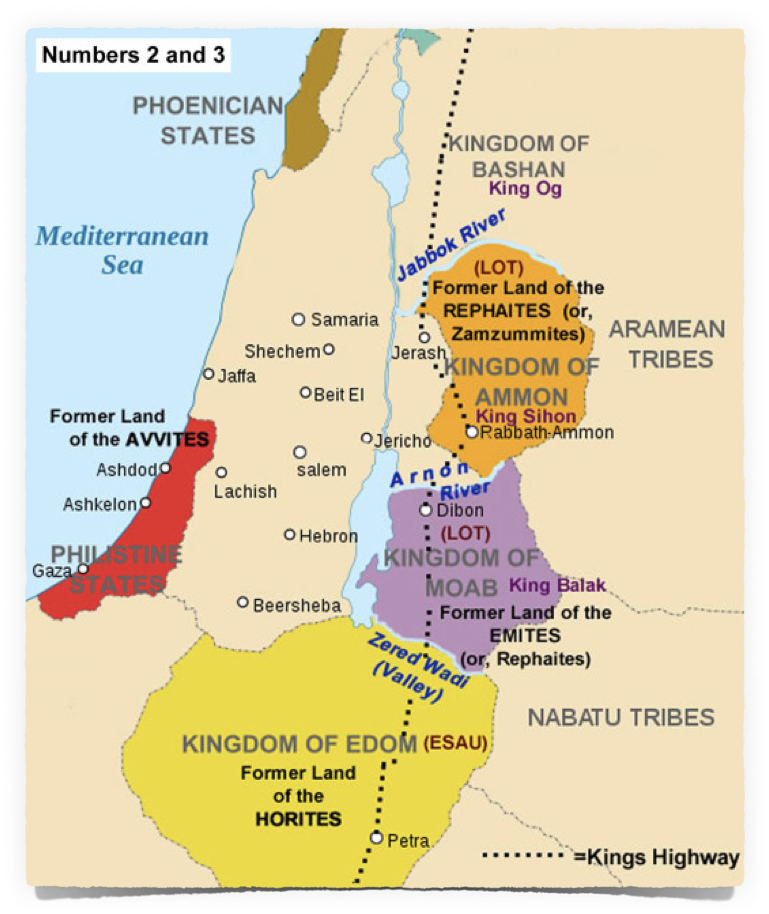 Numbers 2 and 3
PHOENICIAN
STATES
KINGDOM OF
BASHAN
King Og
Mediterranean
Sea
Jabbok River
(LOT)
Former Land of the
REPHAITES (or,
Zamzummites)
ARAMEAN
TRIBES
Samaria
Shechem
Jerash
KINGDOM OF
AMMON
Jaffa
Beit El
King Sihon
Former Land
of the AVVITES
Jericho
Rabbath-Ammon
Ashdod
salem
Arnon
River
Lachish
Ashkelon
Dibon
(LOT)
Hebron
PHILISTINE
STATES
Gaza
KINGDOM OF
MOAB
King Balak
Beersheba
Former Land of the
EMITES
(or, Rephaites)
Zered Wadi
(Valley)
NABATU TRIBES
KINGDOM OF EDOM (ESAU)
Former Land
of the
HORITES
Petra
=Kings Highway